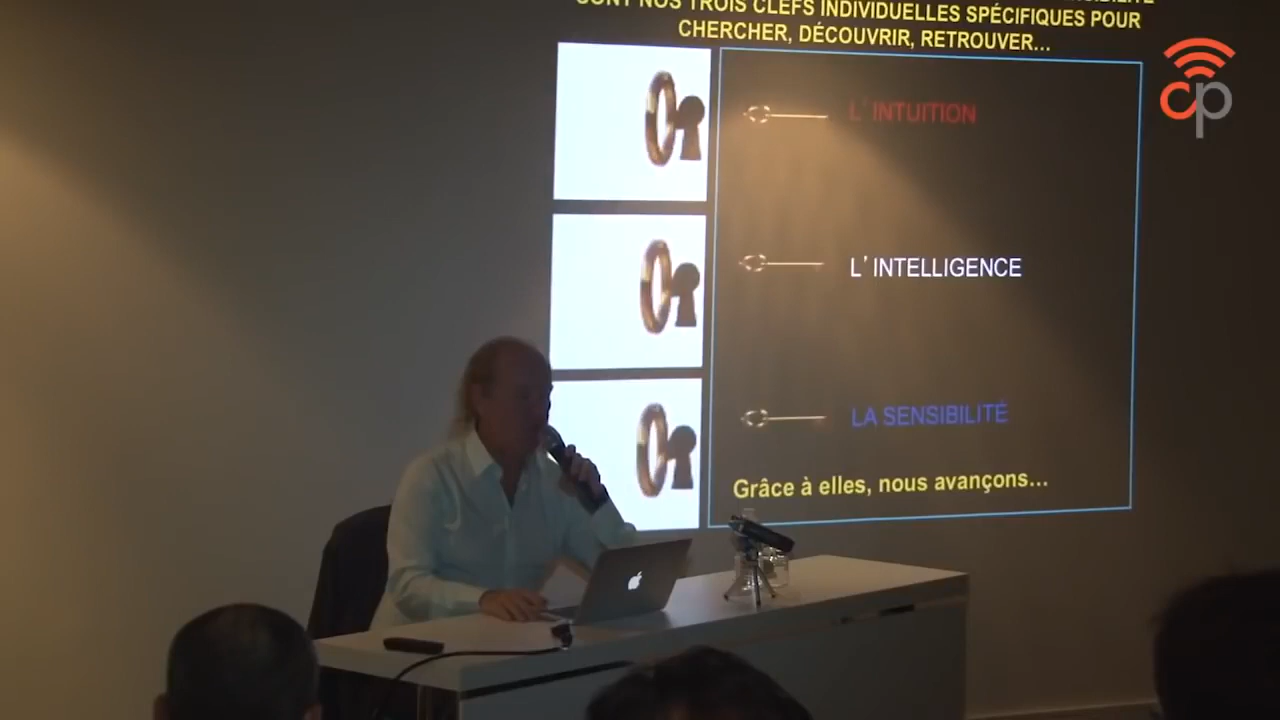 SONT NOS TROIS CLEFS INDIVIDUELLES SPÉCIFIQUES POUR
CHERCHER, DÉCOUVRIR, RETROUVER...
L'INTUITION
L'INTELLIGENCE
LA SENSIBILITÉ
Grâce à elles, nous avançons...
cp